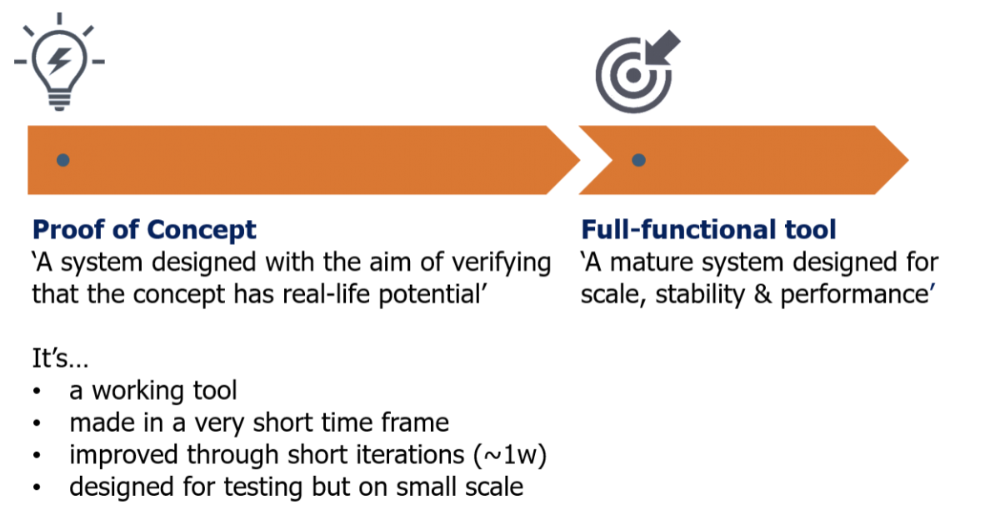 Proof of Concept
‘A system designed with the aim of verifying
that the concept has real-life potential’
It’s…
• a working tool
• made in a very short time frame
• improved through short iterations (~1w)
• designed for testing but on small scale
Full-functional tool
‘A mature system designed for
scale, stability & performance’